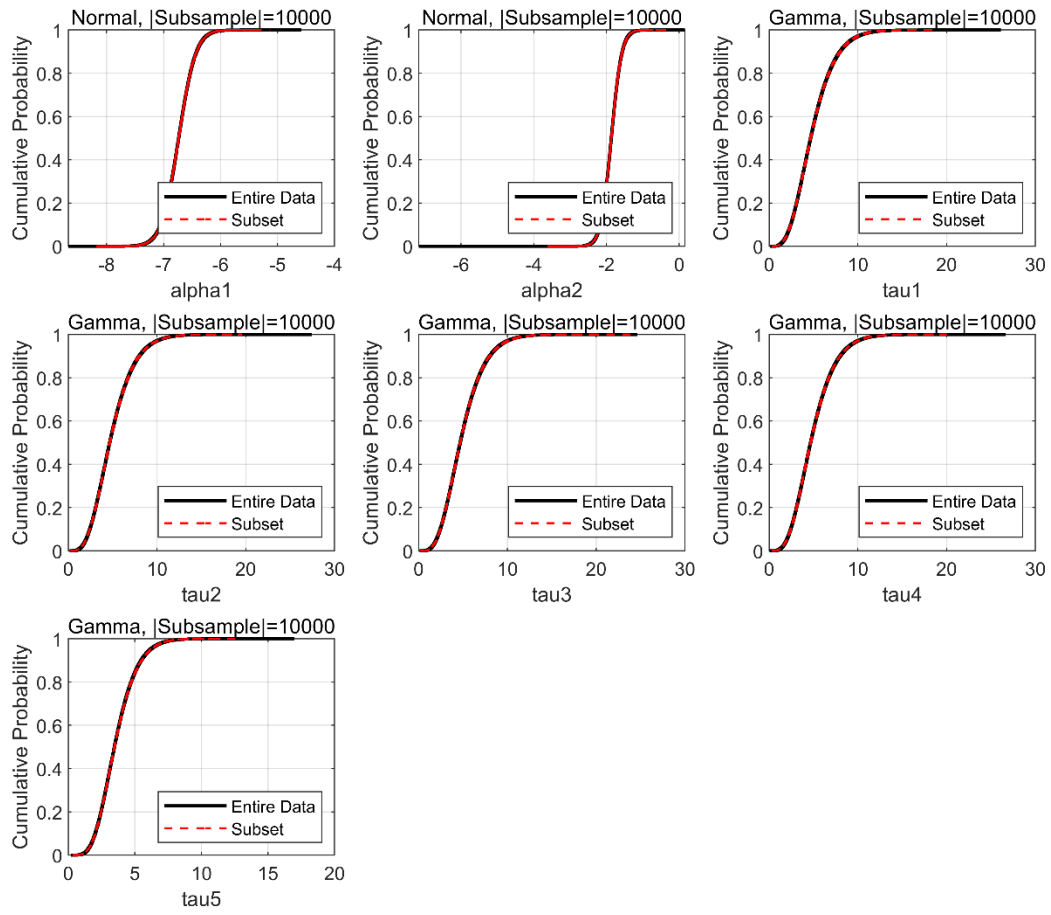 Normal, |Subsample|=10000
Cumulative Probability
1
0.8
0.6
0.4
0.2
0
Entire Data
Subset
-8 -7 -6 -5 -4
alpha1
Normal, |Subsample|=10000
Cumulative Probability
1
0.8
0.6
0.4
0.2
0
Entire Data
Subset
-6 -4 -2 0
alpha2
Gamma, |Subsample|=10000
Cumulative Probability
1
0.8
0.6
0.4
0.2
0
Entire Data
Subset
0 10 20 30
tau1
Gamma, |Subsample|=10000
Cumulative Probability
1
0.8
0.6
0.4
0.2
0
Entire Data
Subset
0 10 20 30
tau2
Gamma, |Subsample|=10000
Cumulative Probability
1
0.8
0.6
0.4
0.2
0
Entire Data
Subset
0 10 20 30
tau3
Gamma, |Subsample|=10000
Cumulative Probability
1
0.8
0.6
0.4
0.2
0
Entire Data
Subset
0 10 20 30
tau4
Gamma, |Subsample|=10000
Cumulative Probability
1
0.8
0.6
0.4
0.2
0
Entire Data
Subset
0 5 10 15 20
tau5